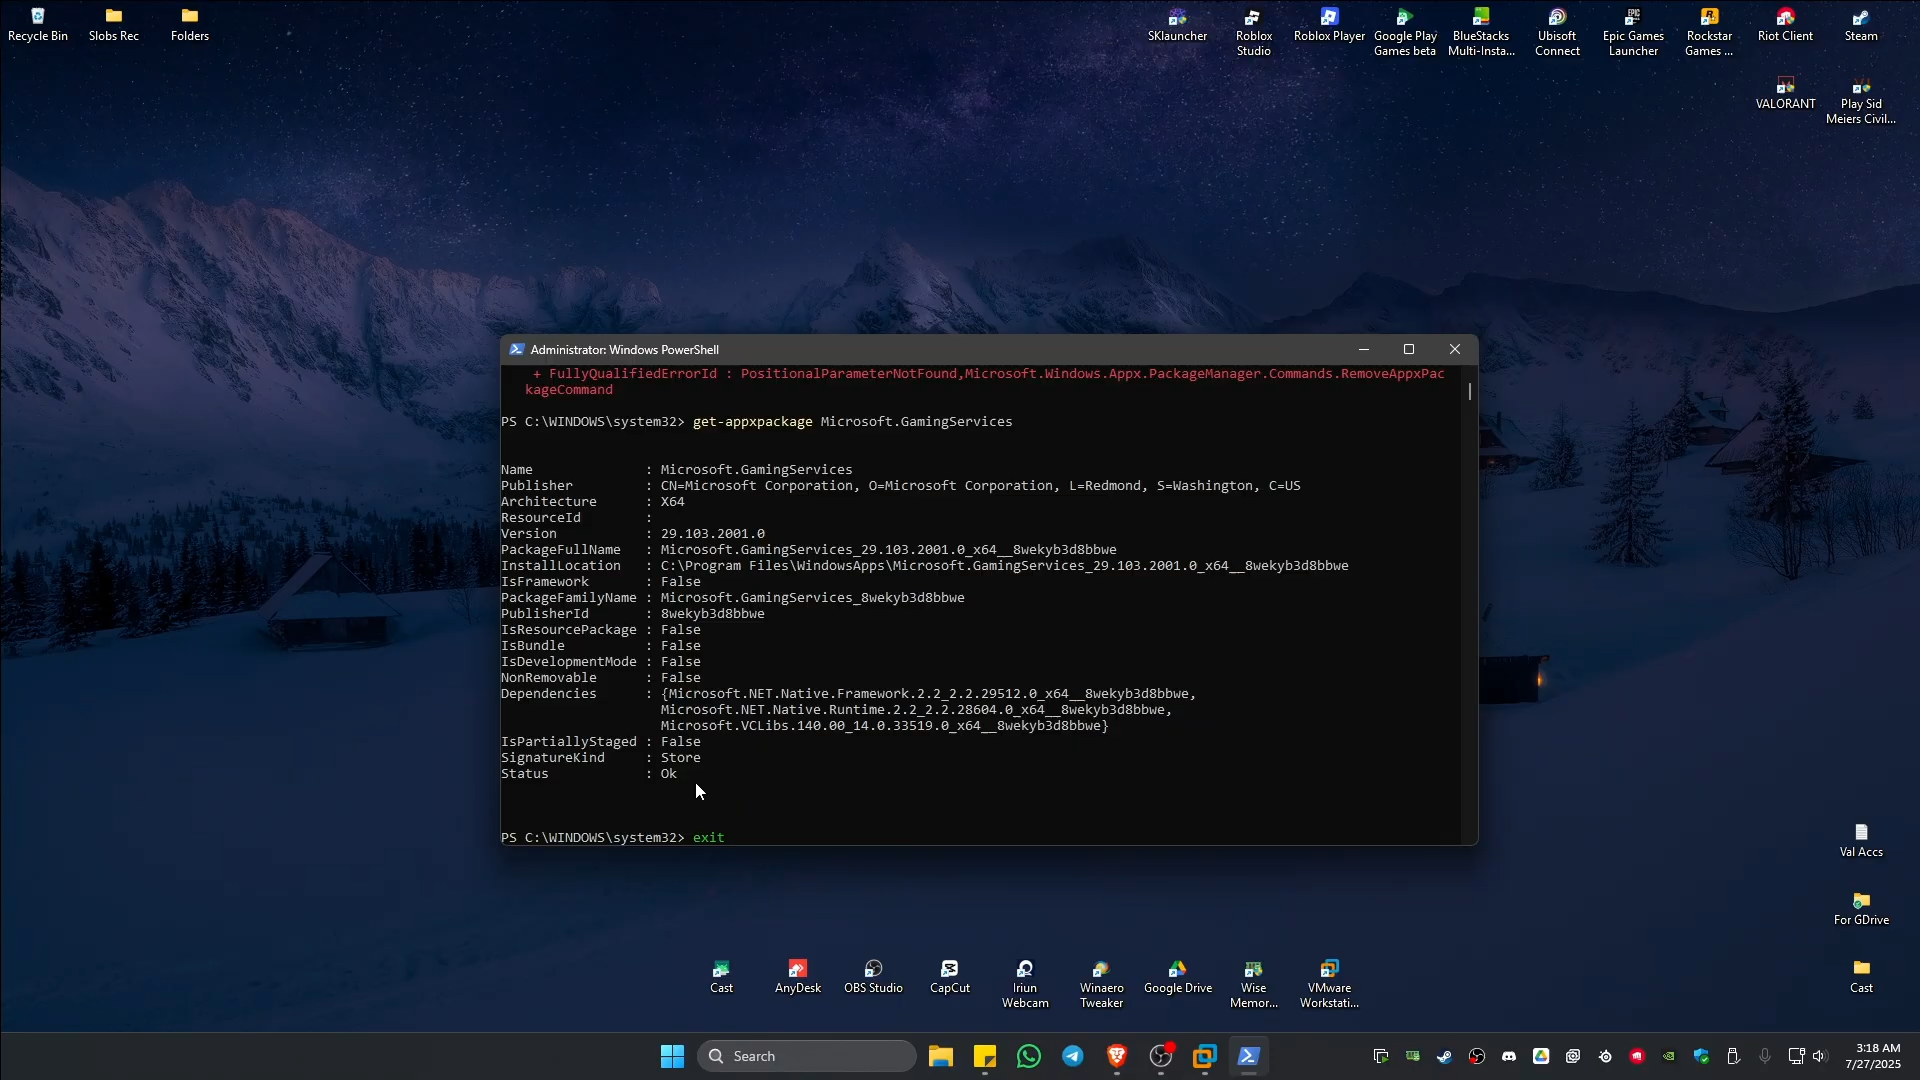 Recycle Bin
Slobs Rec
Folders
SKlauncher
Roblox
Studio
Roblox Player
Google Play
Games beta
BlueStacks
Multi-Insta...
Ubisoft
Connect
Epic Games
Launcher
Rockstar
Games ...
Riot Client
Steam
VALORANT
Play Sid
Meiers Civil...
Administrator: Windows PowerShell
+ FullyQualifiedErrorId : PositionalParameterNotFound,Microsoft.Windows.Appx.PackageManager.Commands.RemoveAppxPac
kageCommand
PS C:\WINDOWS\system32> get-appxpackage Microsoft.GamingServices
Name : Microsoft.GamingServices
Publisher : CN=Microsoft Corporation, O=Microsoft Corporation, L=Redmond, S=Washington, C=US
Architecture : X64
ResourceId :
Version : 29.103.2001.0
PackageFullName : Microsoft.GamingServices_29.103.2001.0_x64__8wekyb3d8bbwe
InstallLocation : C:\Program Files\WindowsApps\Microsoft.GamingServices_29.103.2001.0_x64__8wekyb3d8bbwe
IsFramework : False
PackageFamilyName : Microsoft.GamingServices_8wekyb3d8bbwe
PublisherId : 8wekyb3d8bbwe
IsResourcePackage : False
IsBundle : False
IsDevelopmentMode : False
NonRemovable : False
Dependencies : {Microsoft.NET.Native.Framework.2.2_2.2.29512.0_x64__8wekyb3d8bbwe,
Microsoft.NET.Native.Runtime.2.2_2.2.28604.0_x64__8wekyb3d8bbwe,
Microsoft.VCLibs.140.00_14.0.33519.0_x64__8wekyb3d8bbwe}
IsPartiallyStaged : False
SignatureKind : Store
Status : Ok
PS C:\WINDOWS\system32> exit
Val Accs
For GDrive
Cast
Cast
AnyDesk
OBS Studio
CapCut
Iriun
Webcam
Winaero
Tweaker
Google Drive
Wise
Memor...
VMware
Workstati...
Search
3:18 AM
7/27/2025